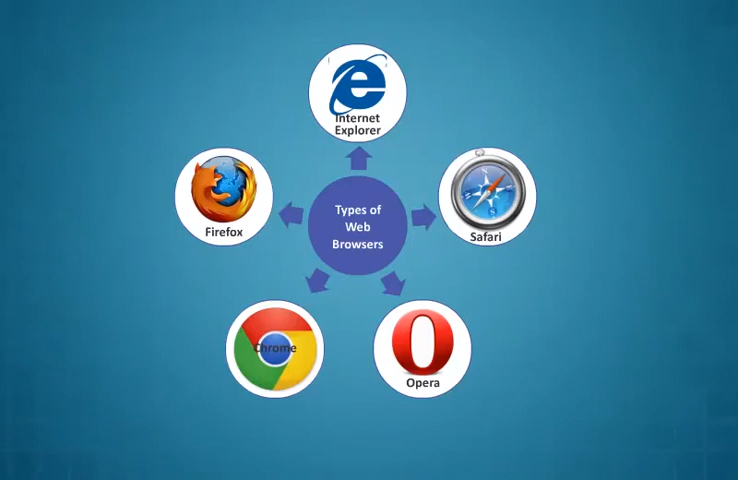 Internet
Explorer
Firefox
Types of
Web
Browsers
Safari
Chrome
Opera